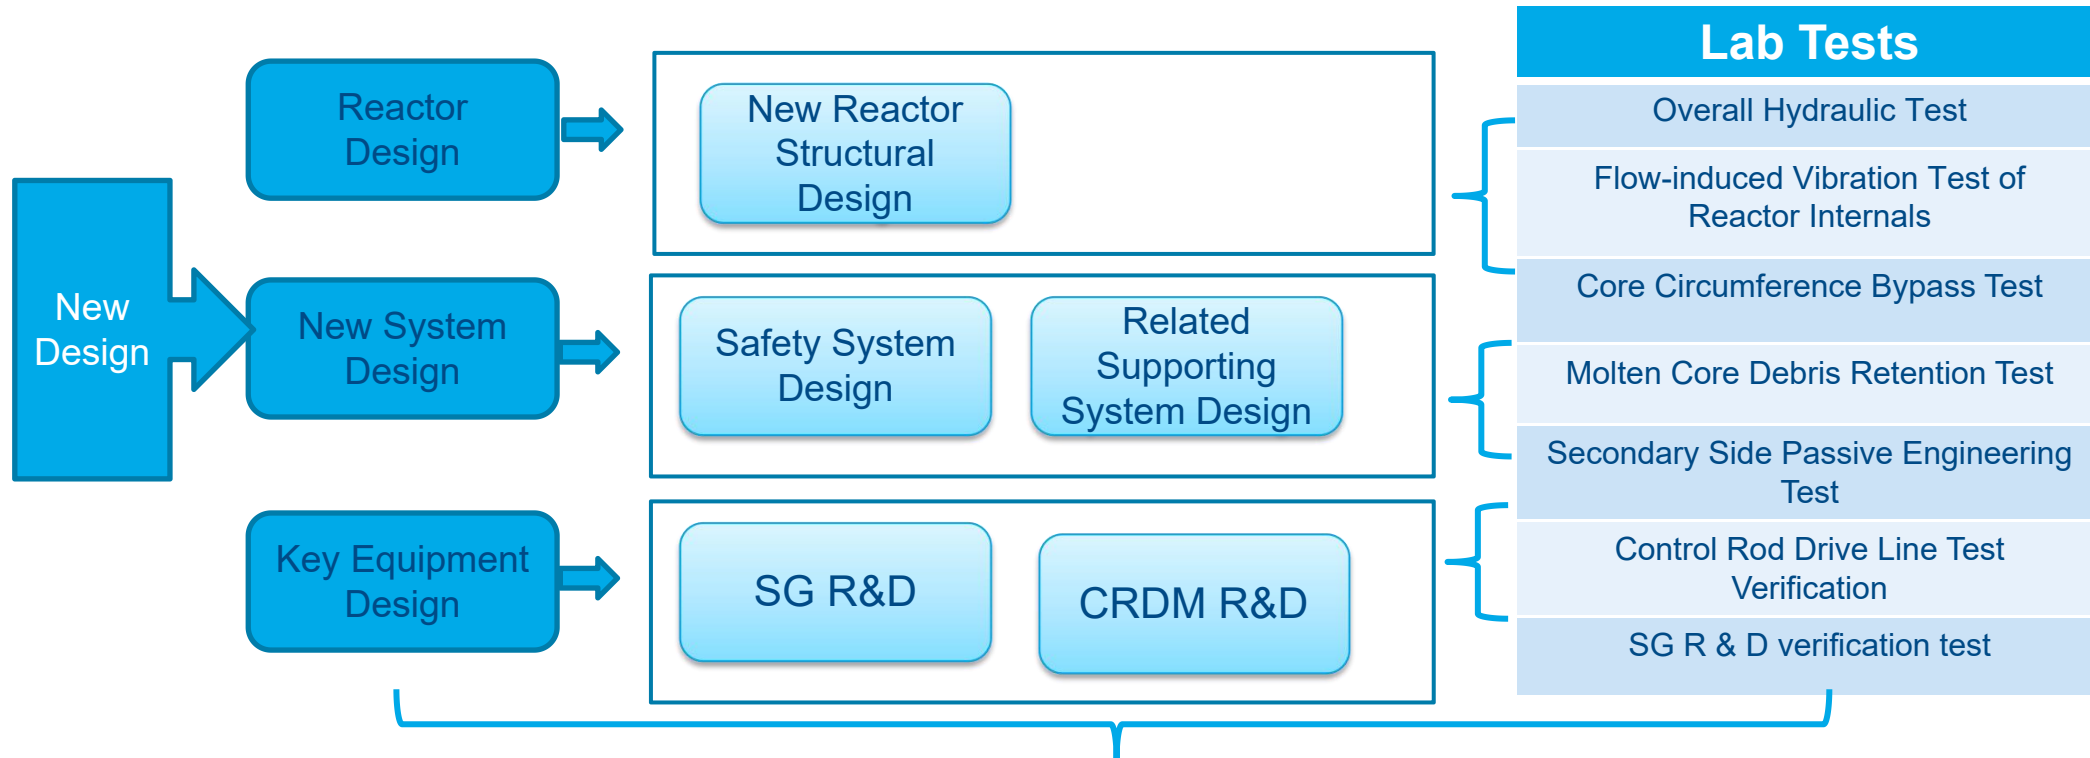 New
Design
Reactor
Design
New System
Design
Key Equipment
Design
New Reactor
Structural
Design
Safety System
Design
Related
Supporting
System Design
SG R&D
CRDM R&D
Lab Tests
Overall Hydraulic Test
Flow-induced Vibration Test of
Reactor Internals
Core Circumference Bypass Test
Molten Core Debris Retention Test
Secondary Side Passive Engineering
Test
Control Rod Drive Line Test
Verification
SG R & D verification test